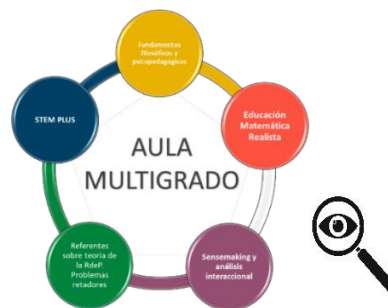 Fundamentos
filosóficos y
psicopedagógicos
STEM PLUS
Educación
Matemática
Realista
AULA
MULTIGRADO
Referentes
sobre teoría de
la RdeP.
Problemas
retadores
Sensemaking y
análisis
interaccional